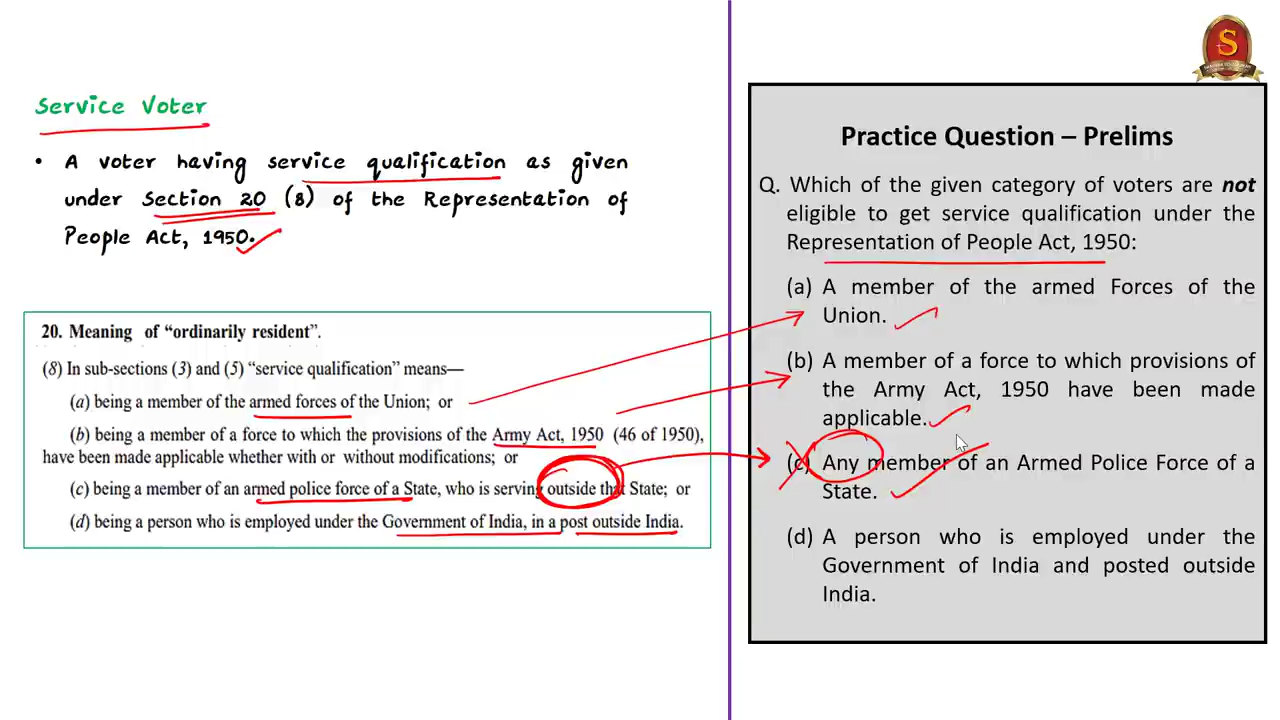 Service Voter
• A voter having service qualification as given
under Section 20 (8) of the Representation of
People Act, 1950.
20. Meaning of “ordinarily resident”.
(8) In sub-sections (3) and (5) “service qualification” means—
(a) being a member of the armed forces of the Union; or
(b) being a member of a force to which the provisions of the Army Act, 1950 (46 of 1950),
have been made applicable whether with or without modifications; or
(c) being a member of an armed police force of a State, who is serving outside that State; or
(d) being a person who is employed under the Government of India, in a post outside India.
S
Practice Question – Prelims
Q. Which of the given category of voters are not
eligible to get service qualification under the
Representation of People Act, 1950:
(a) A member of the armed Forces of the
Union.
(b) A member of a force to which provisions of
the Army Act, 1950 have been made
applicable.
(c) Any member of an Armed Police Force of a
State.
(d) A person who is employed under the
Government of India and posted outside
India.